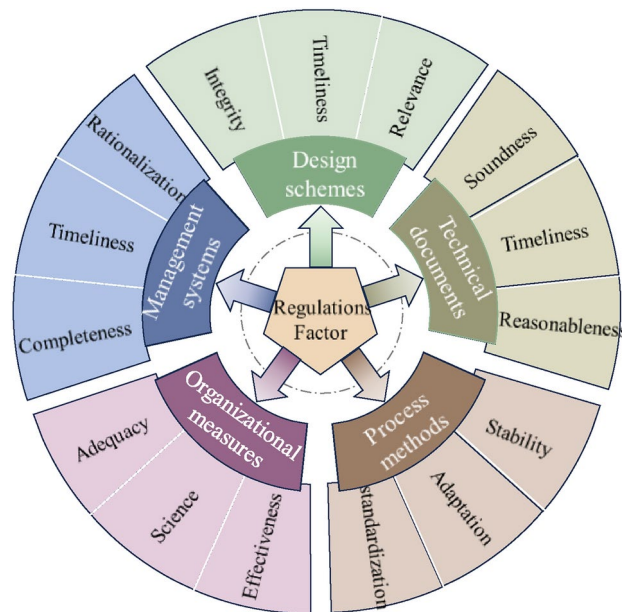 Regulations
Factor
Design
schemes
Integrity
Timeliness
Relevance
Technical
documents
Soundness
Timeliness
Reasonableness
Process
methods
Stability
Adaptation
standardization
Organizational
measures
Effectiveness
Science
Adequacy
Management
systems
Completeness
Timeliness
Rationalization